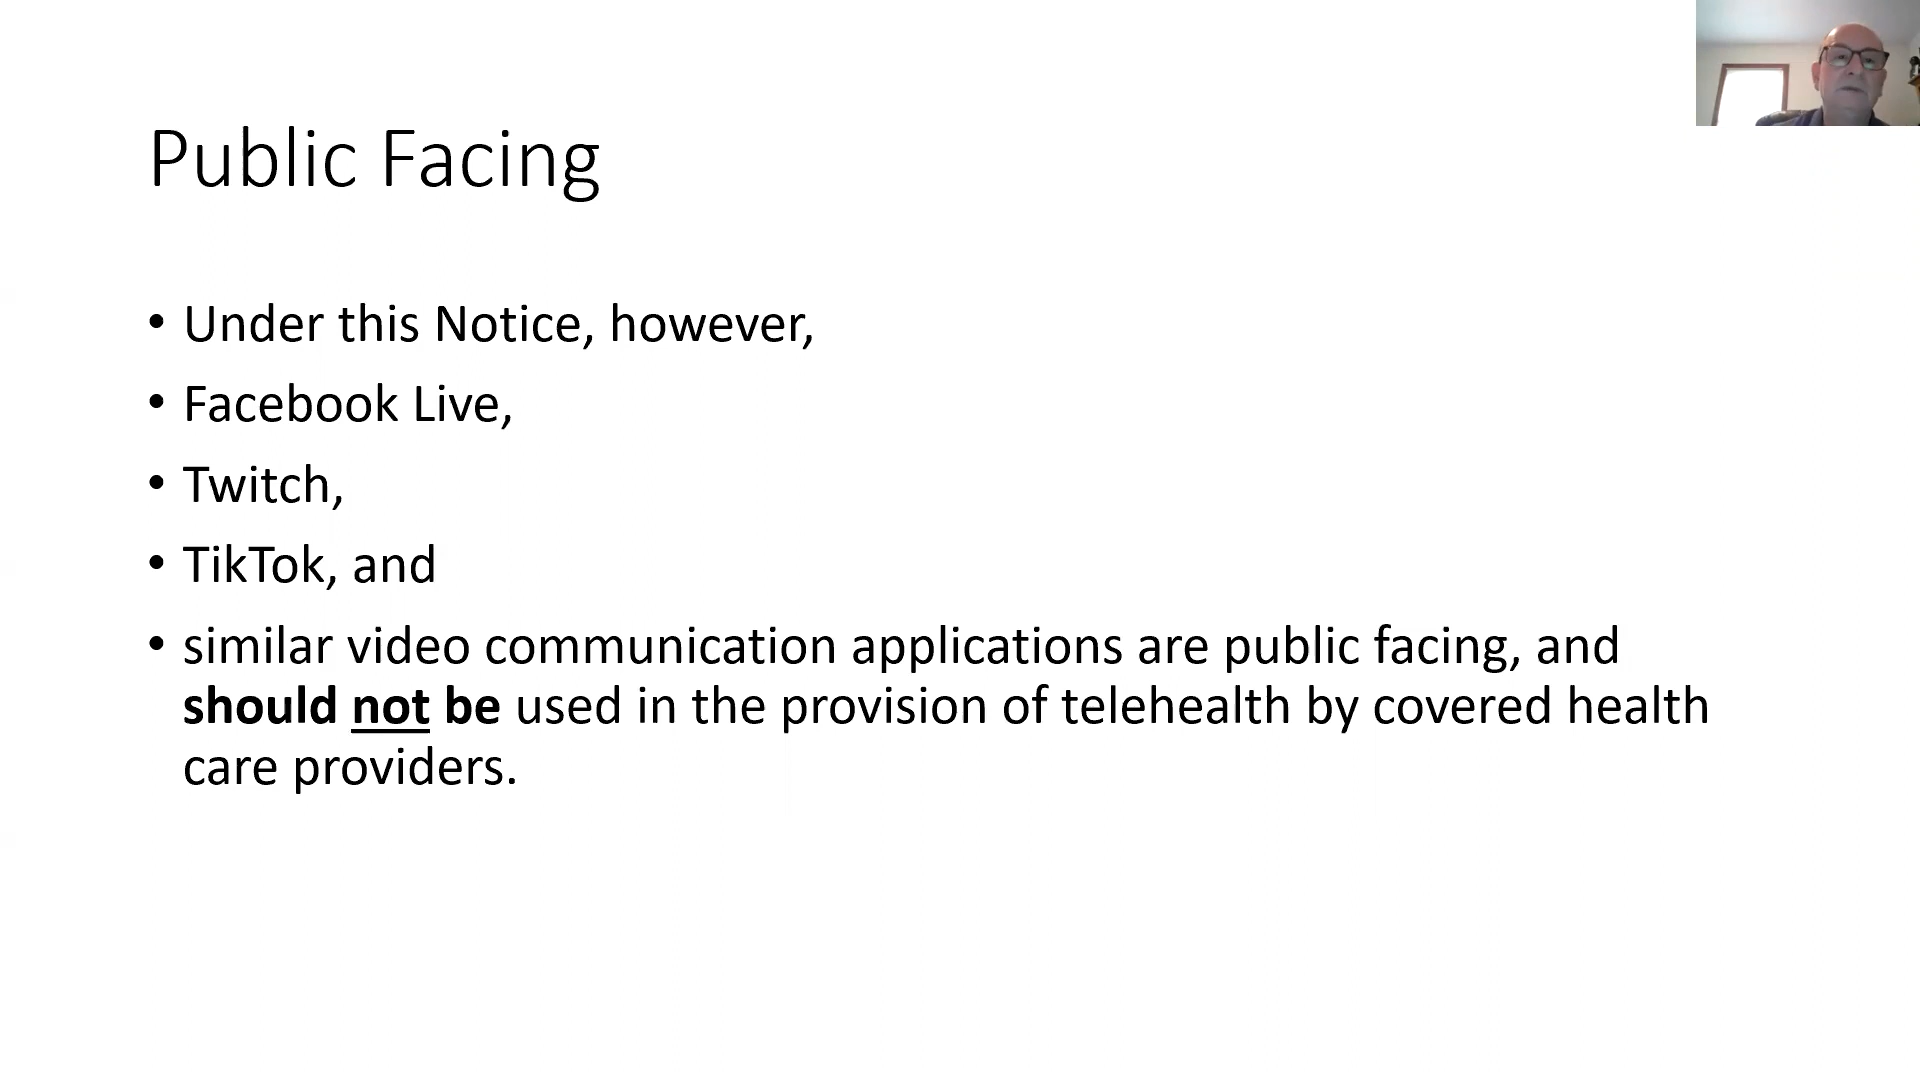 Public Facing
• Under this Notice, however,
• Facebook Live,
• Twitch,
• TikTok, and
• similar video communication applications are public facing, and
should not be used in the provision of telehealth by covered health
care providers.